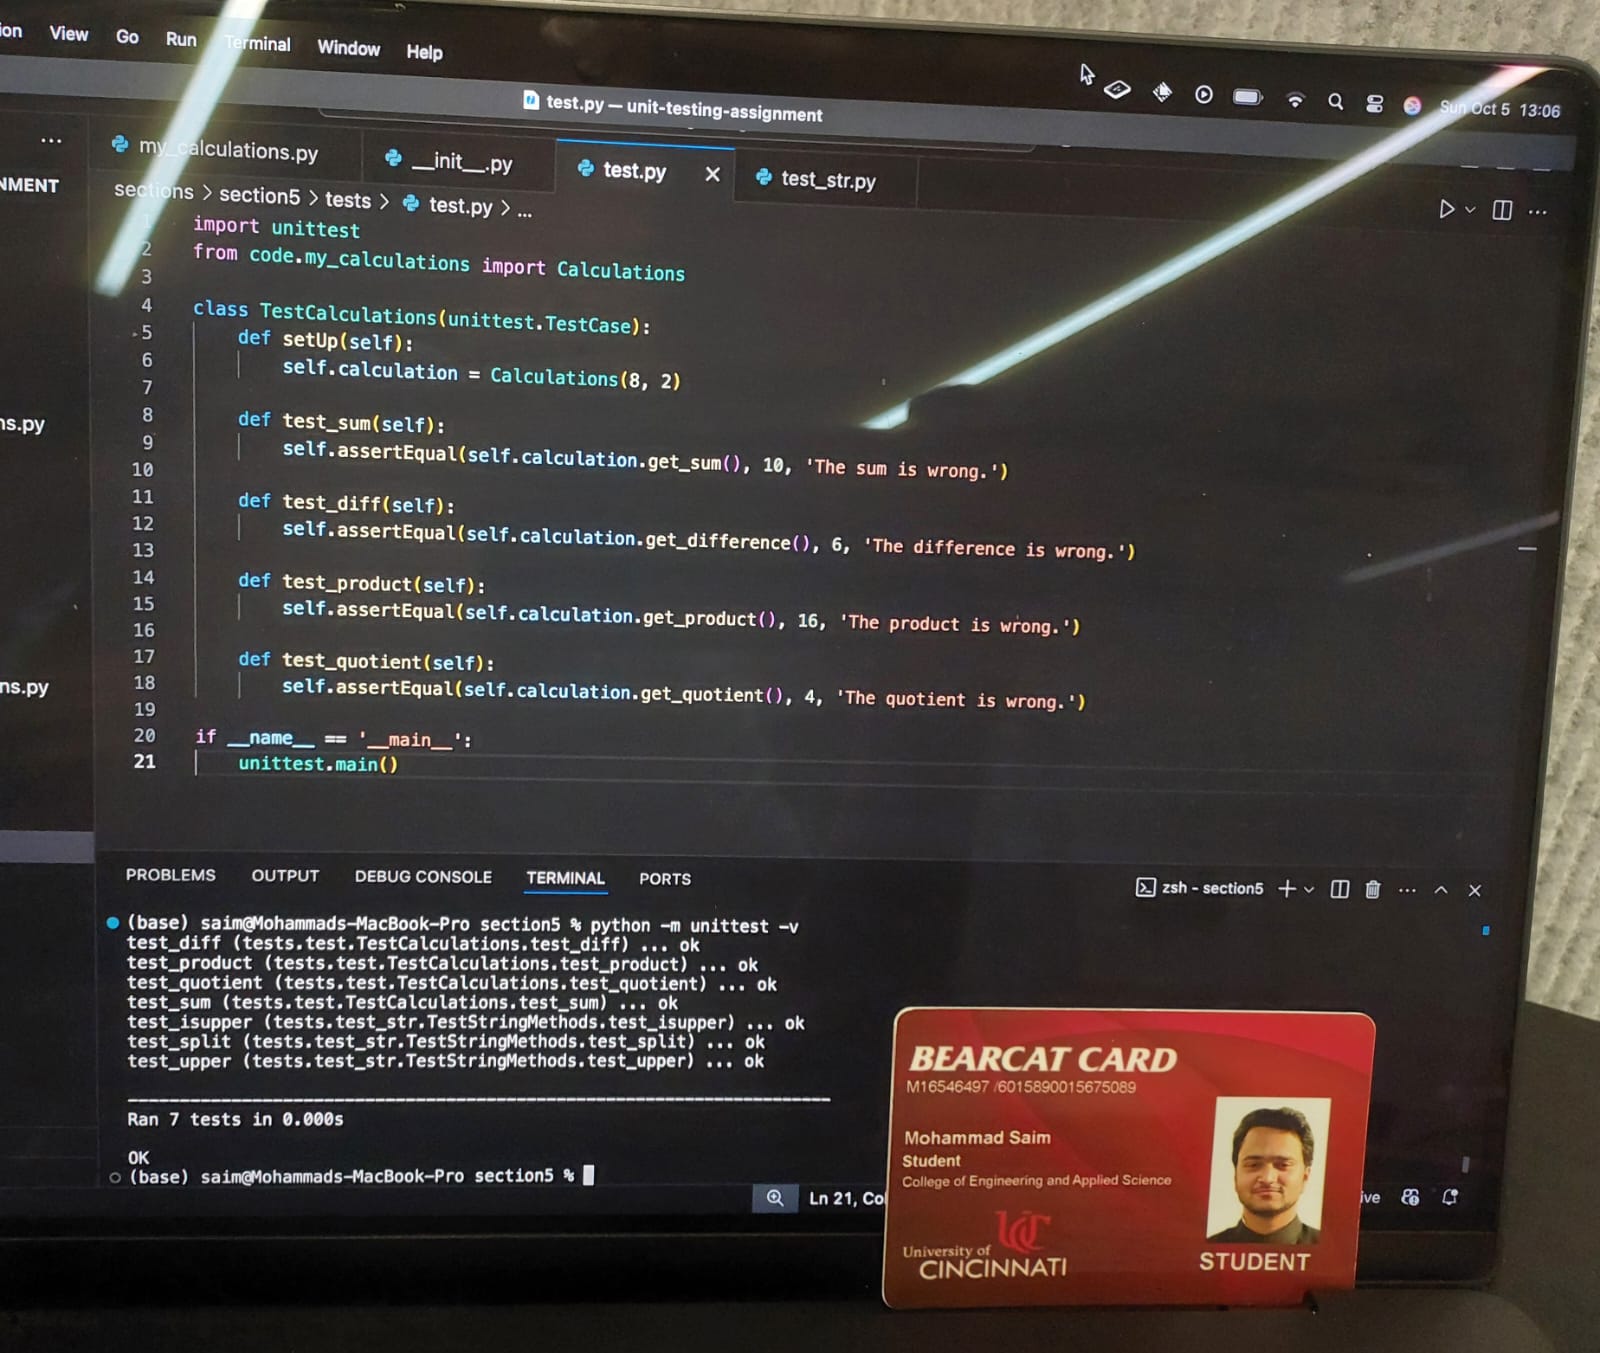 View Go Run Terminal Window Help
Sun Oct 5 13:06
test.py — unit-testing-assignment
my_calculations.py __init__.py test.py test_str.py
sections > section5 > tests > test.py > ...
1 import unittest
2 from code.my_calculations import Calculations
3
4 class TestCalculations(unittest.TestCase):
5 def setUp(self):
6 self.calculation = Calculations(8, 2)
7
8 def test_sum(self):
9 self.assertEqual(self.calculation.get_sum(), 10, 'The sum is wrong.')
10
11 def test_diff(self):
12 self.assertEqual(self.calculation.get_difference(), 6, 'The difference is wrong.')
13
14 def test_product(self):
15 self.assertEqual(self.calculation.get_product(), 16, 'The product is wrong.')
16
17 def test_quotient(self):
18 self.assertEqual(self.calculation.get_quotient(), 4, 'The quotient is wrong.')
19
20 if __name__ == '__main__':
21 unittest.main()
PROBLEMS OUTPUT DEBUG CONSOLE TERMINAL PORTS
zsh - section5
(base) saim@Mohammads-MacBook-Pro section5 % python -m unittest -v
test_diff (tests.test.TestCalculations.test_diff) ... ok
test_product (tests.test.TestCalculations.test_product) ... ok
test_quotient (tests.test.TestCalculations.test_quotient) ... ok
test_sum (tests.test.TestCalculations.test_sum) ... ok
test_isupper (tests.test_str.TestStringMethods.test_isupper) ... ok
test_split (tests.test_str.TestStringMethods.test_split) ... ok
test_upper (tests.test_str.TestStringMethods.test_upper) ... ok
Ran 7 tests in 0.000s
OK
(base) saim@Mohammads-MacBook-Pro section5 %
Ln 21, Co
BEARCAT CARD
M16546497 /6015890015675089
Mohammad Saim
Student
College of Engineering and Applied Science
UC
University of
CINCINNATI
STUDENT